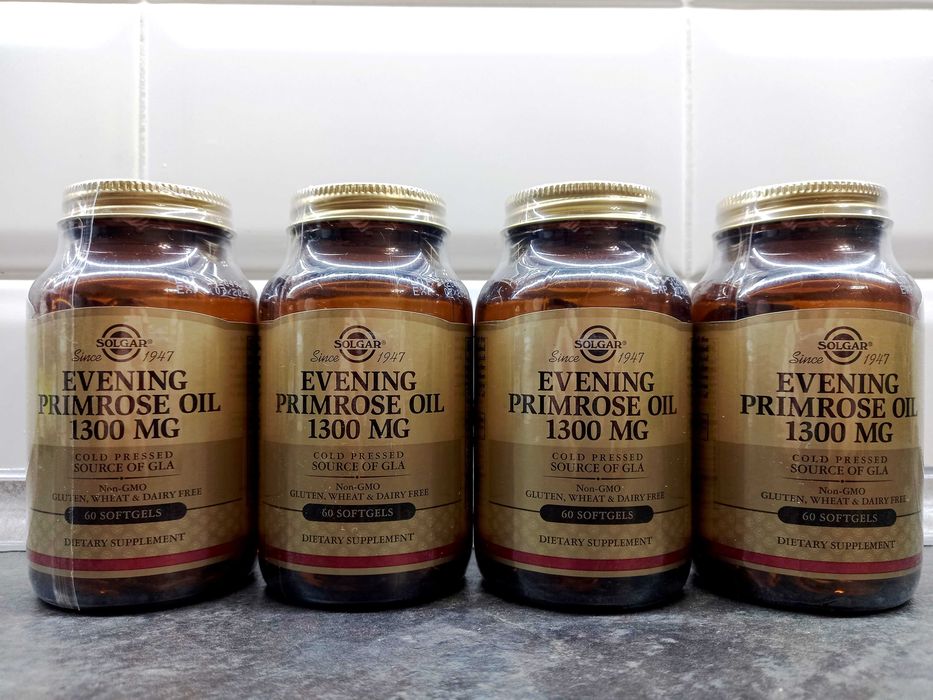 SOLGAR®
Since 1947
EVENING
PRIMROSE OIL
1300 MG
COLD PRESSED
SOURCE OF GLA
Non-GMO
GLUTEN, WHEAT & DAIRY FREE
60 SOFTGELS
DIETARY SUPPLEMENT
SOLGAR®
Since 1947
EVENING
PRIMROSE OIL
1300 MG
COLD PRESSED
SOURCE OF GLA
Non-GMO
GLUTEN, WHEAT & DAIRY FREE
60 SOFTGELS
DIETARY SUPPLEMENT
SOLGAR®
Since 1947
EVENING
PRIMROSE OIL
1300 MG
COLD PRESSED
SOURCE OF GLA
Non-GMO
GLUTEN, WHEAT & DAIRY FREE
60 SOFTGELS
DIETARY SUPPLEMENT
SOLGAR®
Since 1947
EVENING
PRIMROSE OIL
1300 MG
COLD PRESSED
SOURCE OF GLA
Non-GMO
GLUTEN, WHEAT & DAIRY FREE
60 SOFTGELS
DIETARY SUPPLEMENT